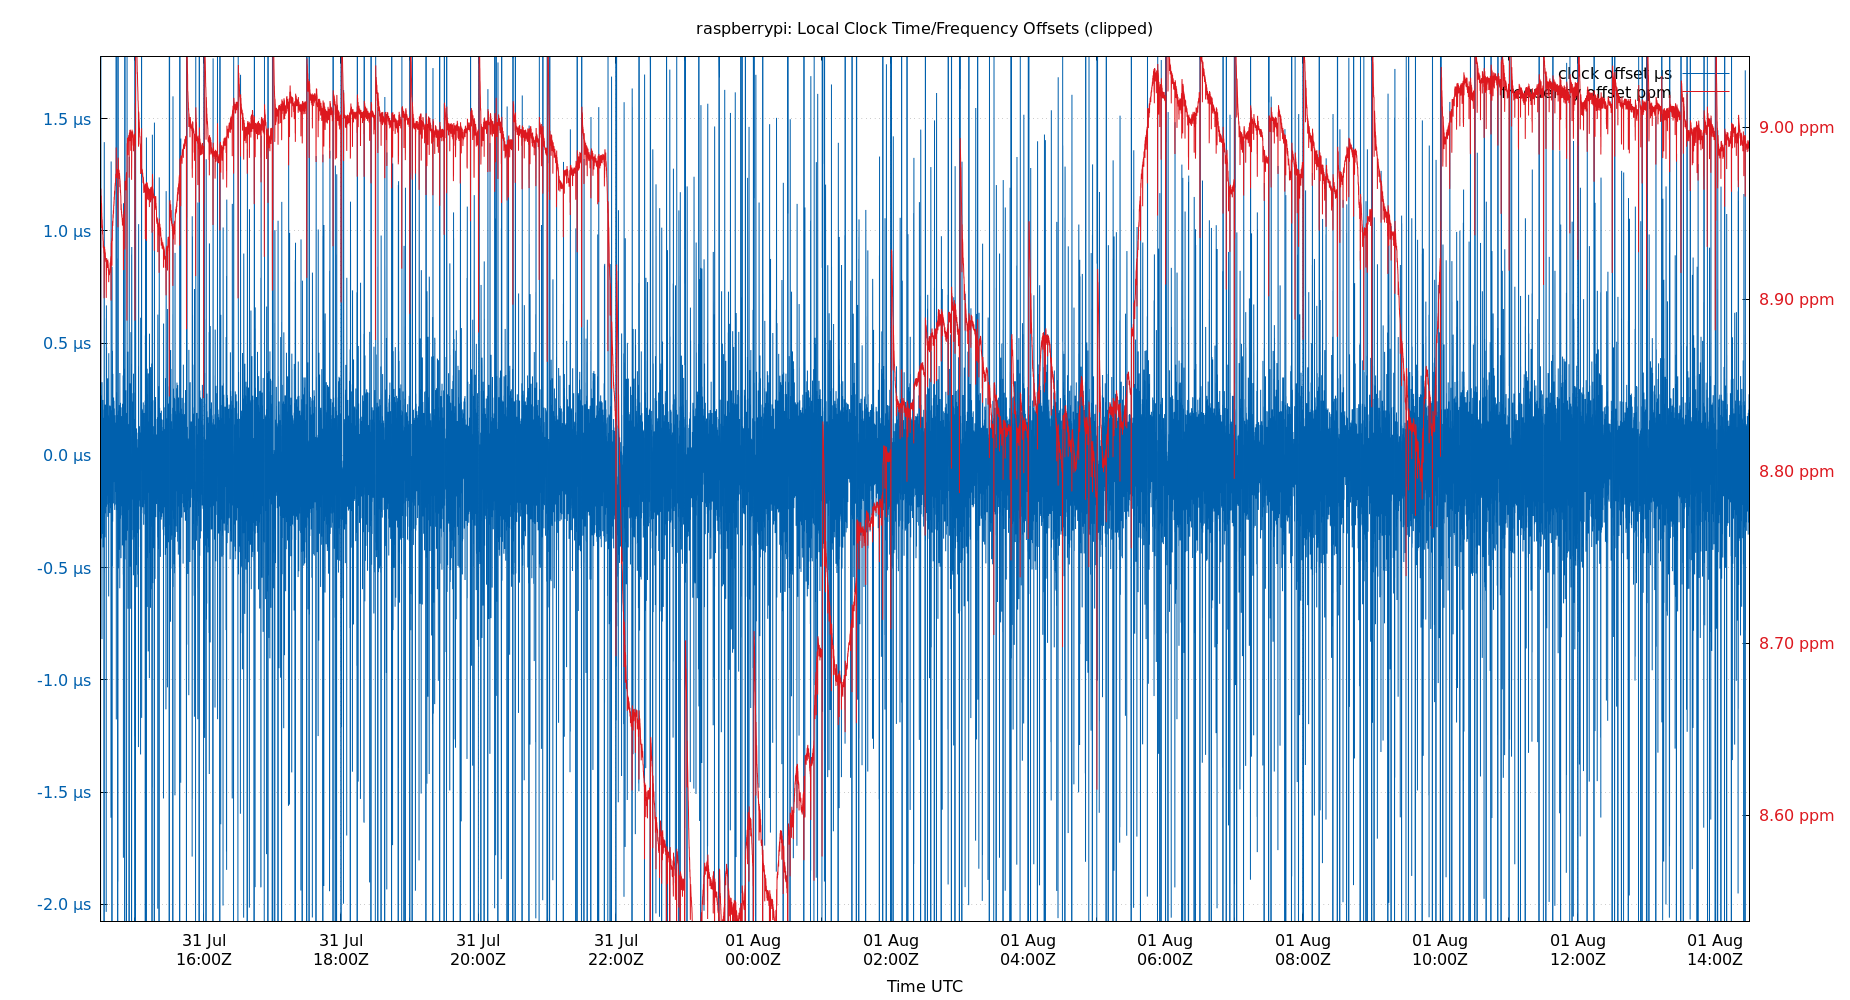 raspberrypi: Local Clock Time/Frequency Offsets (clipped)
clock offset µs
frequency offset ppm
1.5 µs
1.0 µs
0.5 µs
0.0 µs
-0.5 µs
-1.0 µs
-1.5 µs
-2.0 µs
9.00 ppm
8.90 ppm
8.80 ppm
8.70 ppm
8.60 ppm
31 Jul 31 Jul 31 Jul 31 Jul 01 Aug 01 Aug 01 Aug 01 Aug 01 Aug 01 Aug 01 Aug 01 Aug
16:00Z 18:00Z 20:00Z 22:00Z 00:00Z 02:00Z 04:00Z 06:00Z 08:00Z 10:00Z 12:00Z 14:00Z
Time UTC